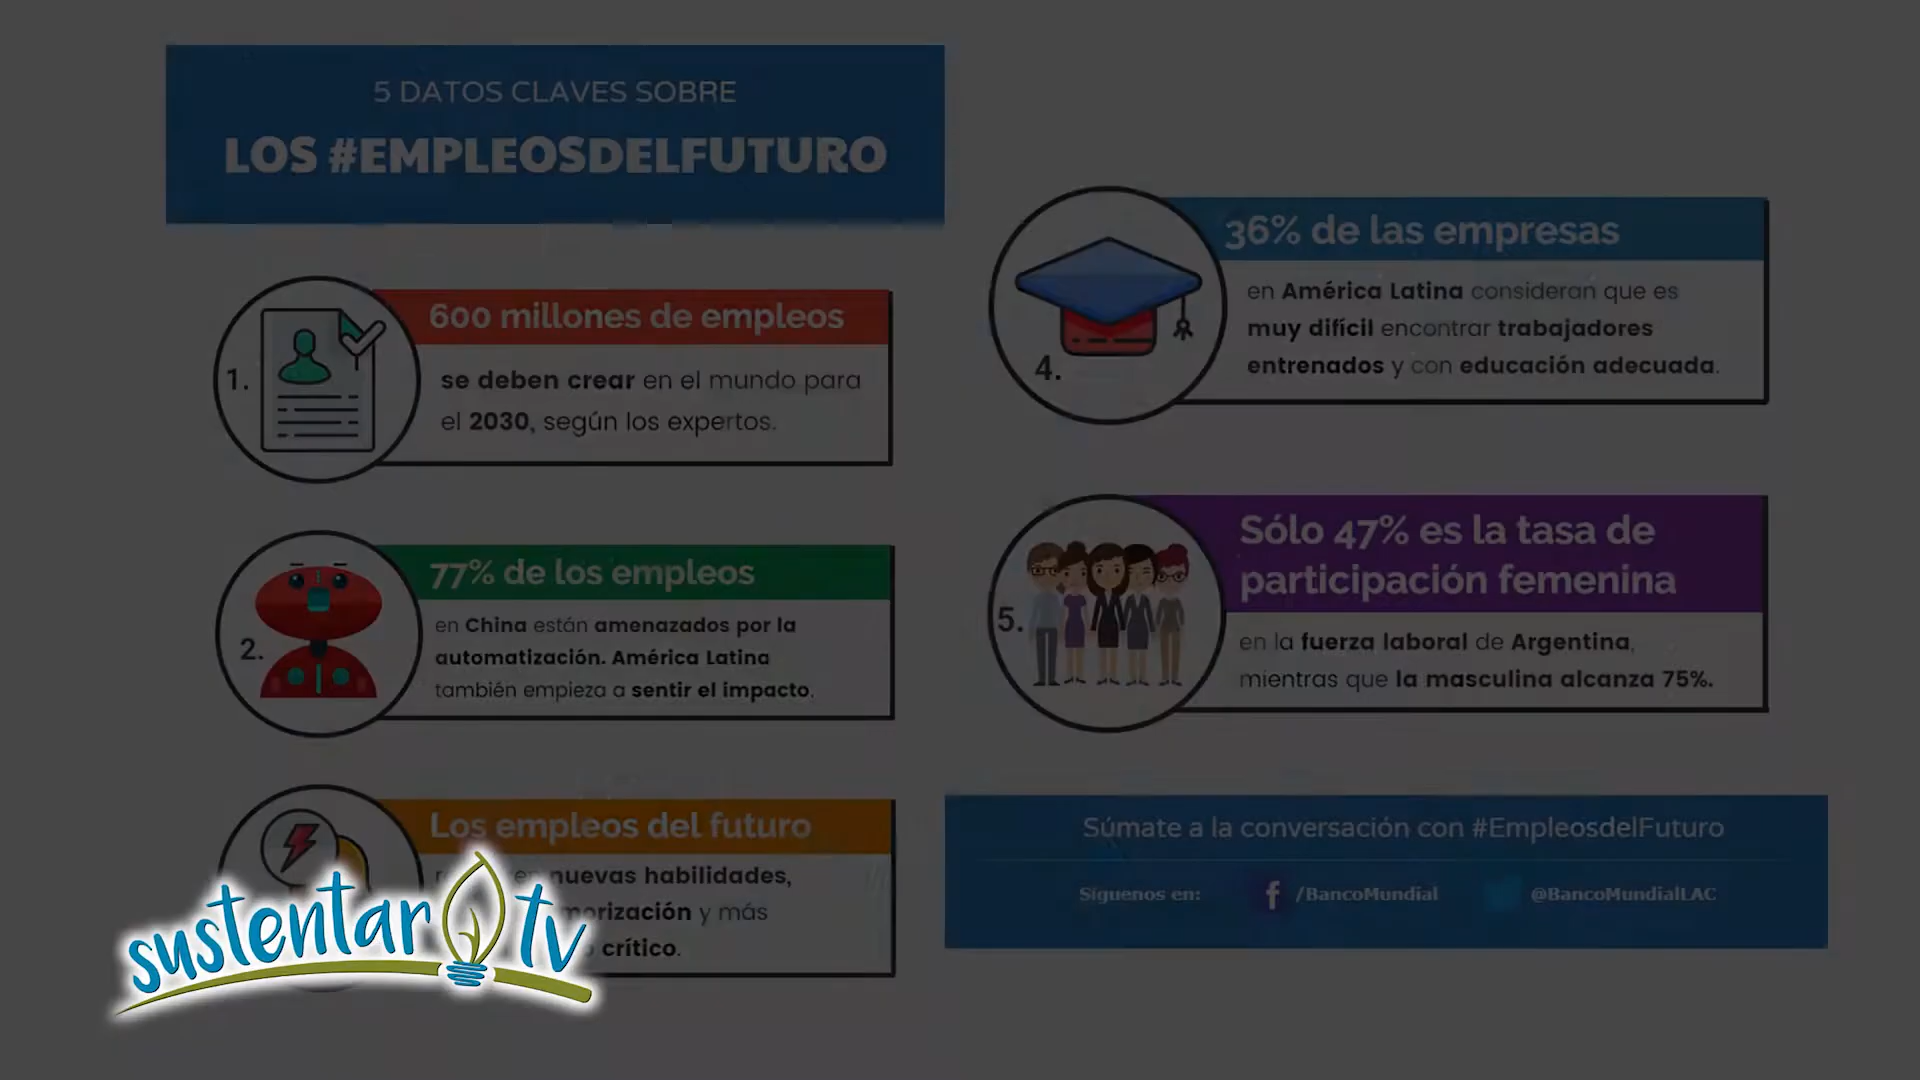 5 DATOS CLAVES SOBRE
LOS #EMPLEOSDELFUTURO
1.
600 millones de empleos
se deben crear en el mundo para
el 2030, según los expertos.
2.
77% de los empleos
en China están amenazados por la
automatización. América Latina
también empieza a sentir el impacto.
Los empleos del futuro
nuevas habilidades,
y más
crítico.
4.
36% de las empresas
en América Latina consideran que es
muy difícil encontrar trabajadores
entrenados y con educación adecuada.
5.
Sólo 47% es la tasa de
participación femenina
en la fuerza laboral de Argentina,
mientras que la masculina alcanza 75%.
Súmate a la conversación con #EmpleosdelFuturo
Síguenos en: f /BancoMundial @BancoMundialLAC
sustentar tv